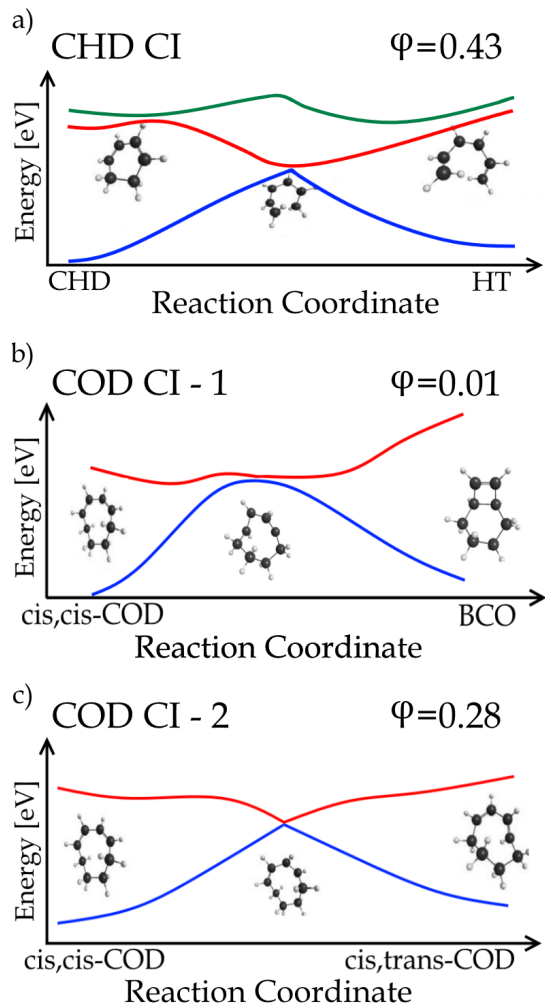 a)
CHD CI φ=0.43
Energy [eV]
CHD HT
Reaction Coordinate
b)
COD CI - 1 φ=0.01
Energy [eV]
cis,cis-COD BCO
Reaction Coordinate
c)
COD CI - 2 φ=0.28
Energy [eV]
cis,cis-COD cis,trans-COD
Reaction Coordinate